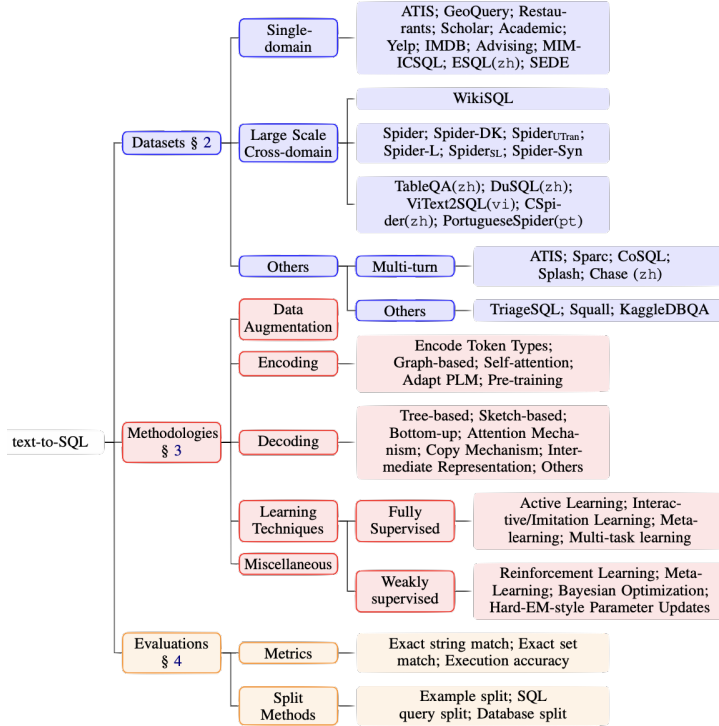 text-to-SQL
Datasets § 2
Single-
domain
ATIS; GeoQuery; Restau-
rants; Scholar; Academic;
Yelp; IMDB; Advising; MIM-
ICSQL; ESQL(zh); SEDE
Large Scale
Cross-domain
WikiSQL
Spider; Spider-DK; SpiderUTran;
Spider-L; SpiderSL; Spider-Syn
TableQA(zh); DuSQL(zh);
ViText2SQL(vi); CSpi-
der(zh); PortugueseSpider(pt)
Others
Multi-turn
ATIS; Sparc; CoSQL;
Splash; Chase (zh)
Others
TriageSQL; Squall; KaggleDBQA
Methodologies
§ 3
Data
Augmentation
Encoding
Encode Token Types;
Graph-based; Self-attention;
Adapt PLM; Pre-training
Decoding
Tree-based; Sketch-based;
Bottom-up; Attention Mecha-
nism; Copy Mechanism; Inter-
mediate Representation; Others
Learning
Techniques
Fully
Supervised
Active Learning; Interac-
tive/Imitation Learning; Meta-
learning; Multi-task learning
Weakly
supervised
Reinforcement Learning; Meta-
Learning; Bayesian Optimization;
Hard-EM-style Parameter Updates
Miscellaneous
Evaluations
§ 4
Metrics
Exact string match; Exact set
match; Execution accuracy
Split
Methods
Example split; SQL
query split; Database split